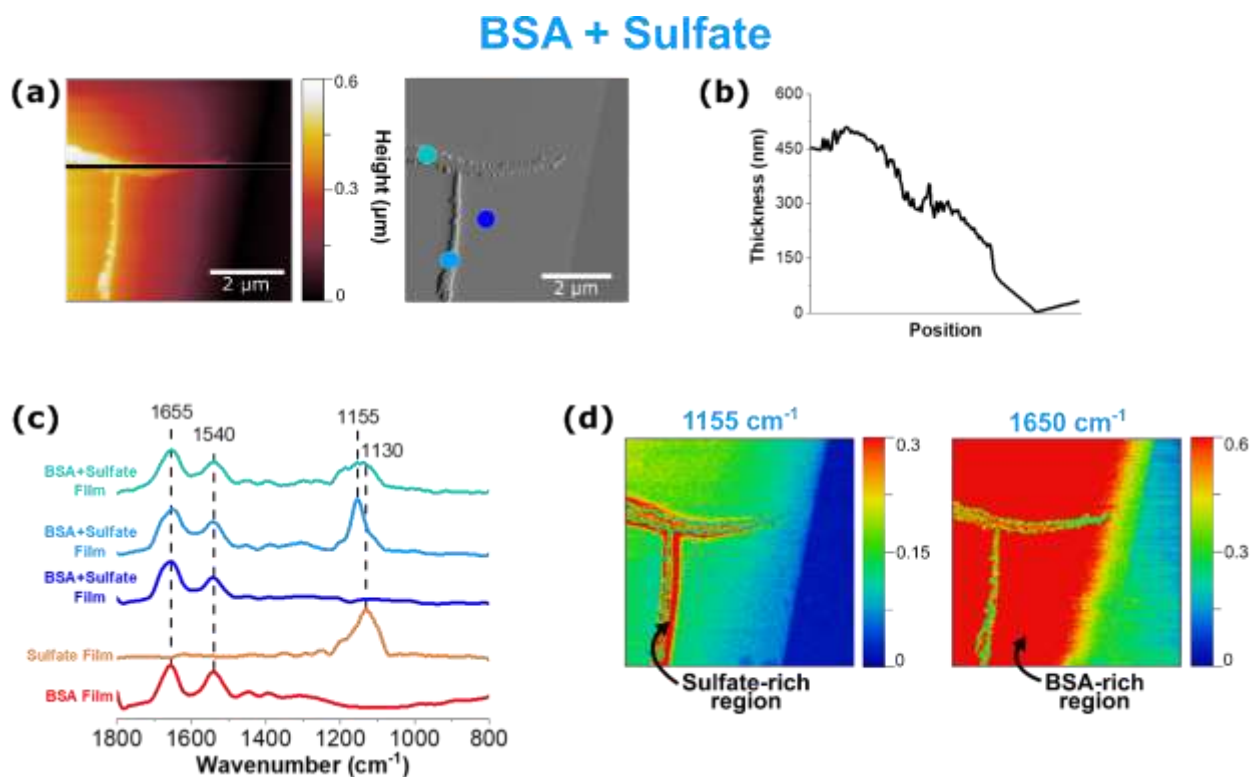 BSA + Sulfate
(a)
0.6
0.3
0
Height (µm)
2 µm
2 µm
(b)
600
450
300
150
0
Thickness (nm)
Position
(c)
1655
1540
1155
1130
BSA+Sulfate
Film
BSA+Sulfate
Film
BSA+Sulfate
Film
Sulfate Film
BSA Film
1800 1600 1400 1200 1000 800
Wavenumber (cm⁻¹)
(d)
1155 cm⁻¹
0.3
0.15
0
Sulfate-rich
region
1650 cm⁻¹
0.6
0.3
0
BSA-rich
region